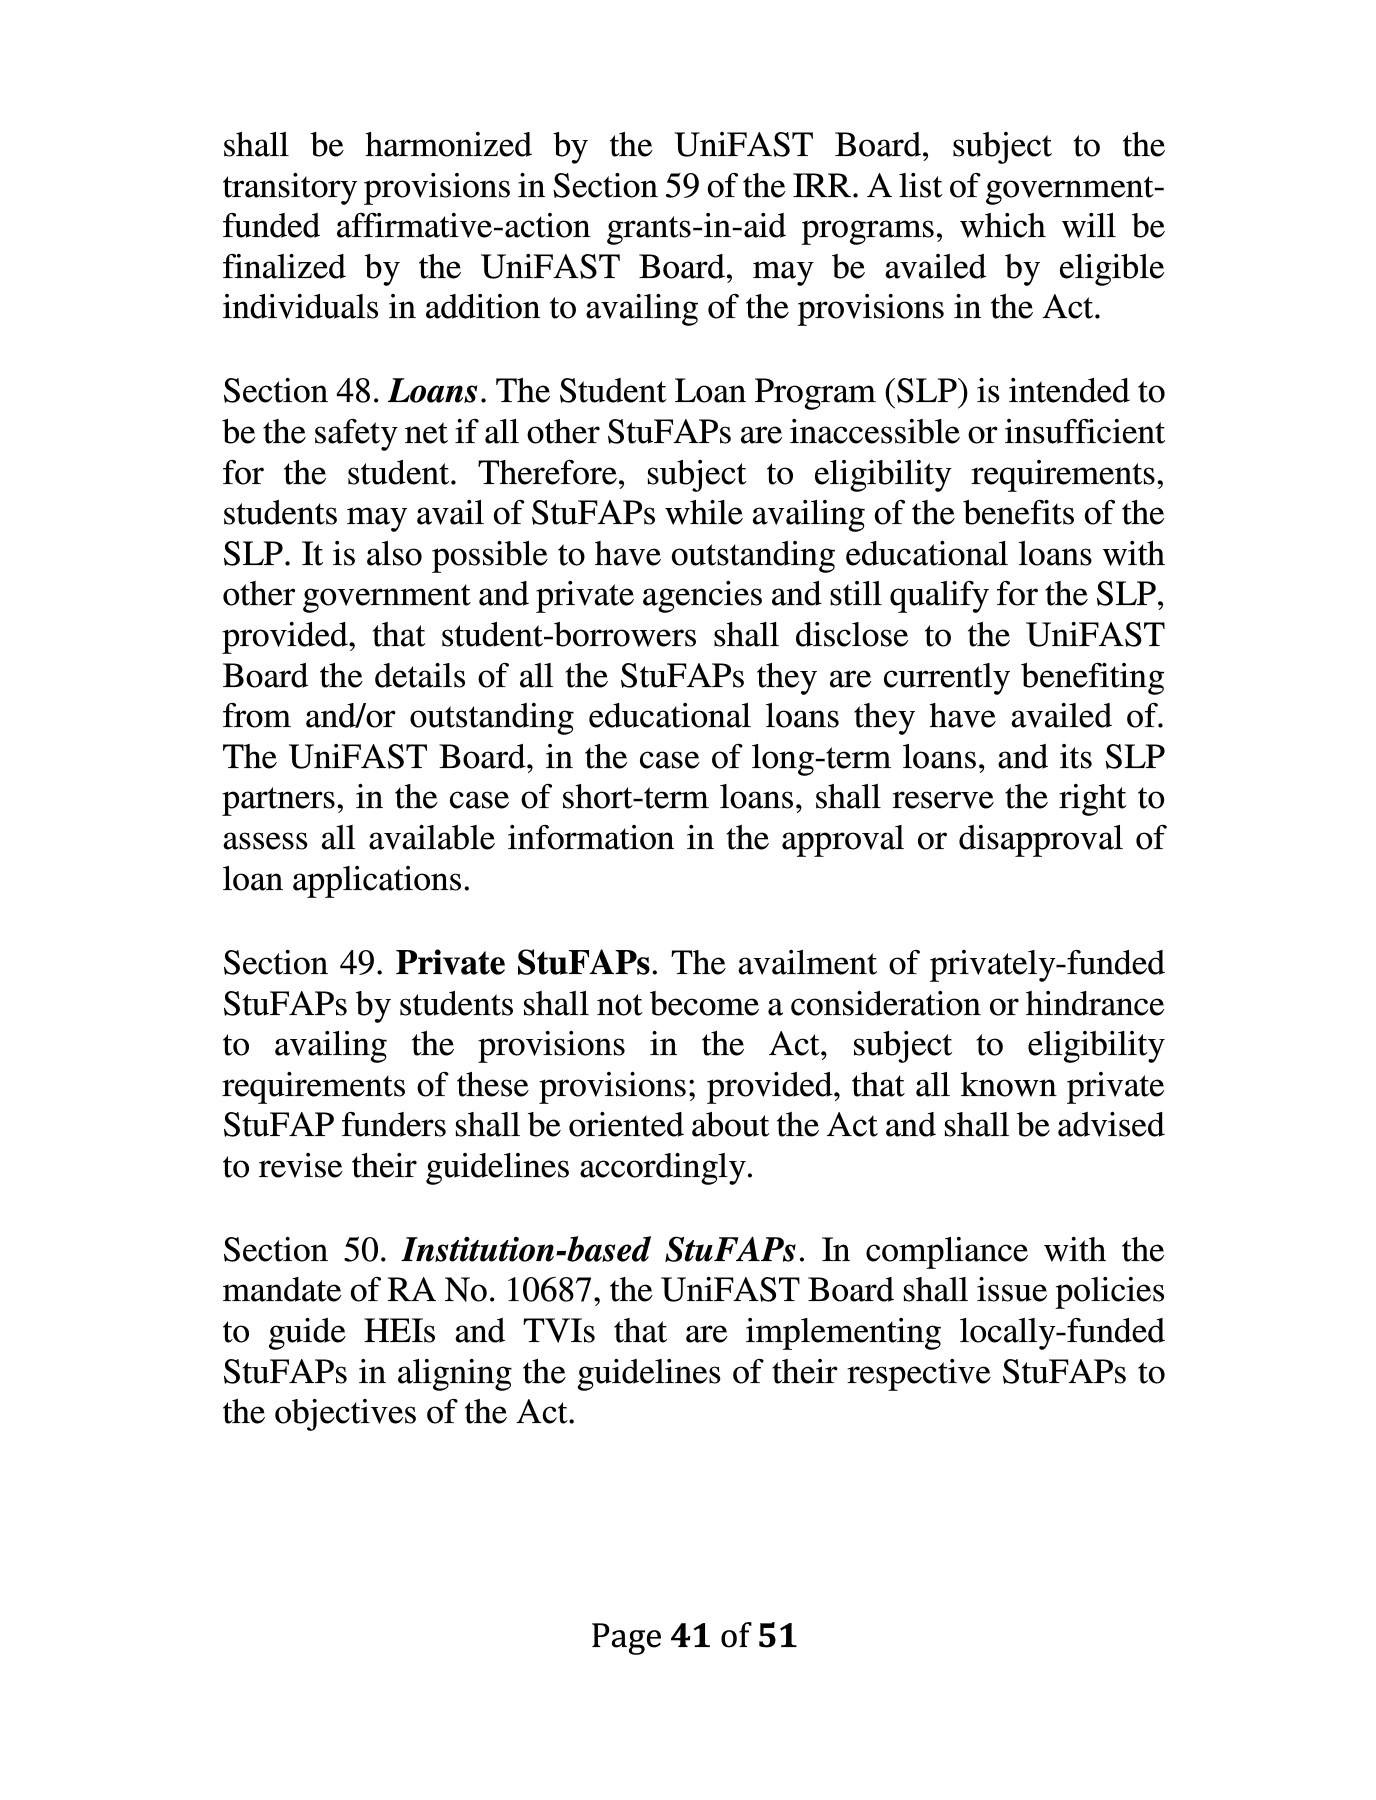 shall be harmonized by the UniFAST Board, subject to the
transitory provisions in Section 59 of the IRR. A list of government-
funded affirmative-action grants-in-aid programs, which will be
finalized by the UniFAST Board, may be availed by eligible
individuals in addition to availing of the provisions in the Act.
Section 48. Loans. The Student Loan Program (SLP) is intended to
be the safety net if all other StuFAPs are inaccessible or insufficient
for the student. Therefore, subject to eligibility requirements,
students may avail of StuFAPs while availing of the benefits of the
SLP. It is also possible to have outstanding educational loans with
other government and private agencies and still qualify for the SLP,
provided, that student-borrowers shall disclose to the UniFAST
Board the details of all the StuFAPs they are currently benefiting
from and/or outstanding educational loans they have availed of.
The UniFAST Board, in the case of long-term loans, and its SLP
partners, in the case of short-term loans, shall reserve the right to
assess all available information in the approval or disapproval of
loan applications.
Section 49. Private StuFAPs. The availment of privately-funded
StuFAPs by students shall not become a consideration or hindrance
to availing the provisions in the Act, subject to eligibility
requirements of these provisions; provided, that all known private
StuFAP funders shall be oriented about the Act and shall be advised
to revise their guidelines accordingly.
Section 50. Institution-based StuFAPs. In compliance with the
mandate of RA No. 10687, the UniFAST Board shall issue policies
to guide HEIs and TVIs that are implementing locally-funded
StuFAPs in aligning the guidelines of their respective StuFAPs to
the objectives of the Act.
Page 41 of 51